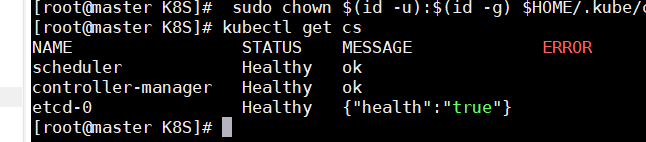 [root@master K8S]#  sudo chown $(id -u):$(id -g) $HOME/.kube/
[root@master K8S]# kubectl get cs
NAME                 STATUS    MESSAGE             ERROR
scheduler            Healthy   ok
controller-manager   Healthy   ok
etcd-0               Healthy   {"health":"true"}
[root@master K8S]#